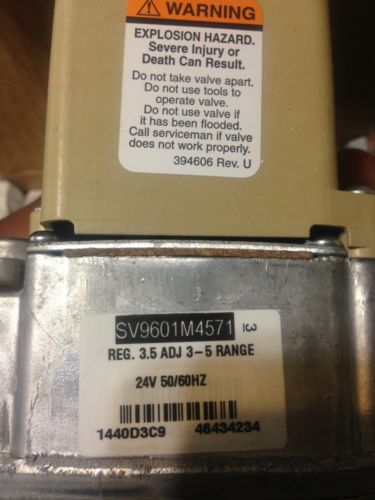 WARNING
EXPLOSION HAZARD.
Severe Injury or
Death Can Result.
Do not take valve apart.
Do not use tools to
operate valve.
Do not use valve if
it has been flooded.
Call serviceman if valve
does not work properly.
394606 Rev. U
SV9601M4571 3
REG. 3.5 ADJ 3-5 RANGE
24V 50/60HZ
1440D3C9 46434234